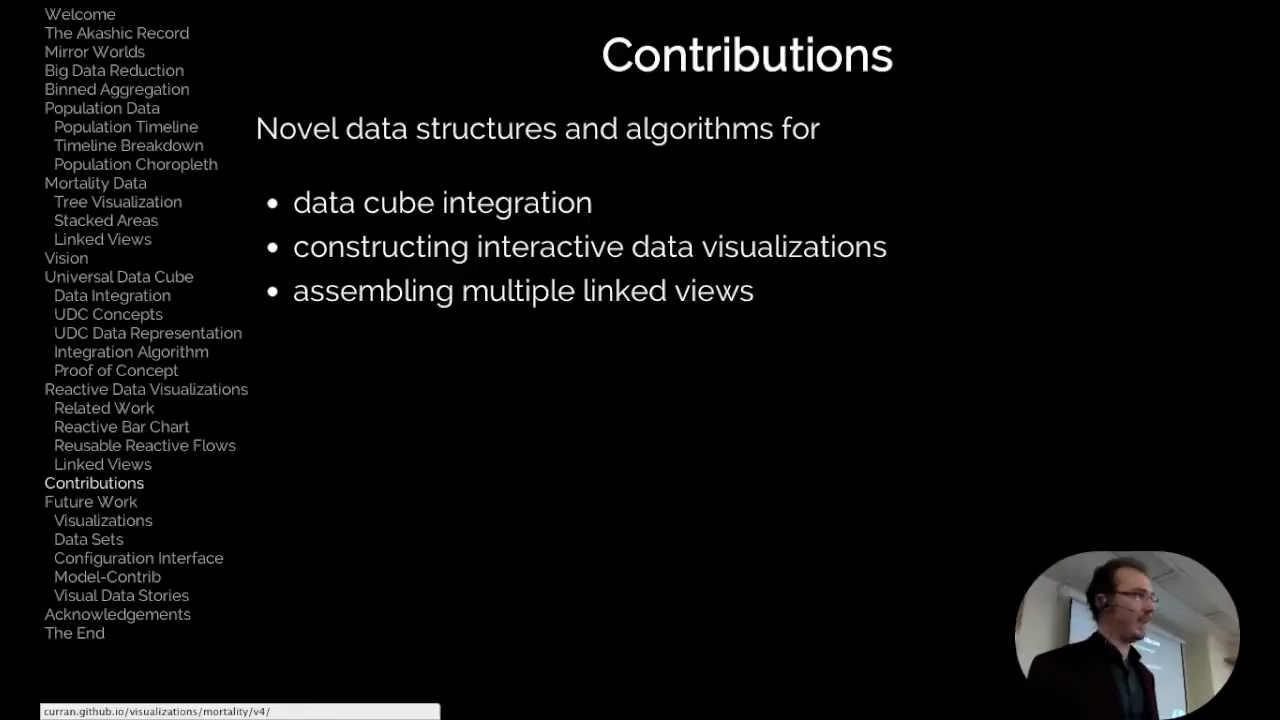 Welcome
The Akashic Record
Mirror Worlds
Big Data Reduction
Binned Aggregation
Population Data
Population Timeline
Timeline Breakdown
Population Choropleth
Mortality Data
Tree Visualization
Stacked Areas
Linked Views
Vision
Universal Data Cube
Data Integration
UDC Concepts
UDC Data Representation
Integration Algorithm
Proof of Concept
Reactive Data Visualizations
Related Work
Reactive Bar Chart
Reusable Reactive Flows
Linked Views
Contributions
Future Work
Visualizations
Data Sets
Configuration Interface
Model-Contrib
Visual Data Stories
Acknowledgements
The End
Contributions
Novel data structures and algorithms for
• data cube integration
• constructing interactive data visualizations
• assembling multiple linked views
curran.github.io/visualizations/mortality/v4/